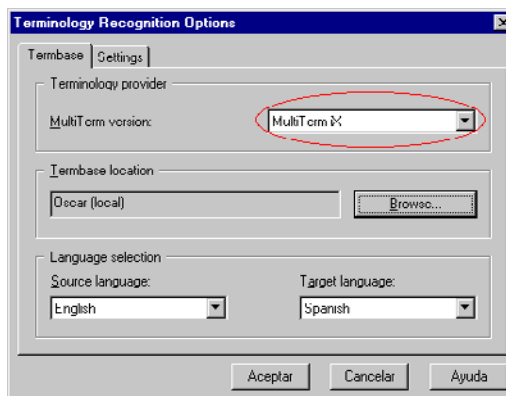 Terminology Recognition Options
Termbase Settings
Terminology provider
MultiTerm version: MultiTerm iX
Termbase location
Oscar (local) Browse...
Language selection
Source language: Target language:
English Spanish
Aceptar Cancelar Ayuda